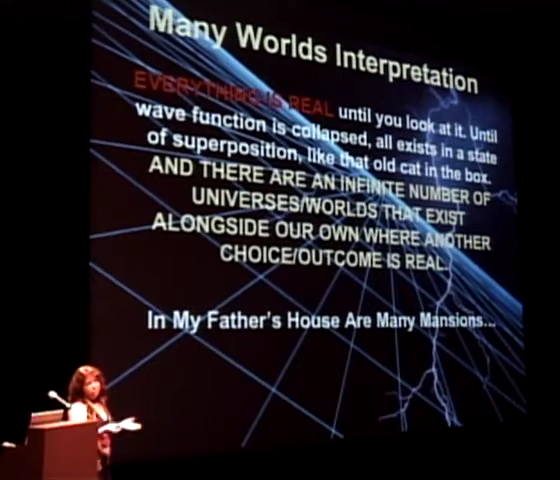 Many Worlds Interpretation
EVERYTHING IS REAL until you look at it. Until
wave function is collapsed, all exists in a state
of superposition, like that old cat in the box.
AND THERE ARE AN INFINITE NUMBER OF
UNIVERSES/WORLDS THAT EXIST
ALONGSIDE OUR OWN WHERE ANOTHER
CHOICE/OUTCOME IS REAL.
In My Father's House Are Many Mansions...